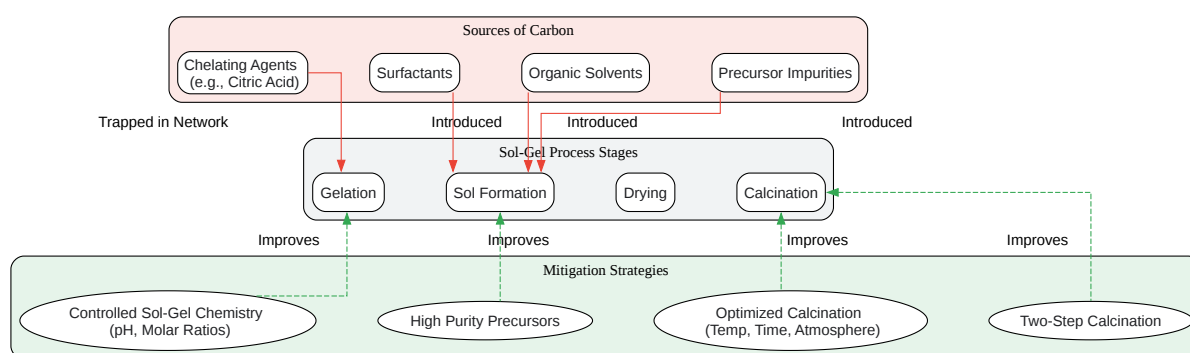 Sources of Carbon
Chelating Agents
(e.g., Citric Acid)
Surfactants
Organic Solvents
Precursor Impurities
Trapped in Network
Introduced
Introduced
Introduced
Sol-Gel Process Stages
Gelation
Sol Formation
Drying
Calcination
Improves
Improves
Improves
Improves
Mitigation Strategies
Controlled Sol-Gel Chemistry
(pH, Molar Ratios)
High Purity Precursors
Optimized Calcination
(Temp, Time, Atmosphere)
Two-Step Calcination